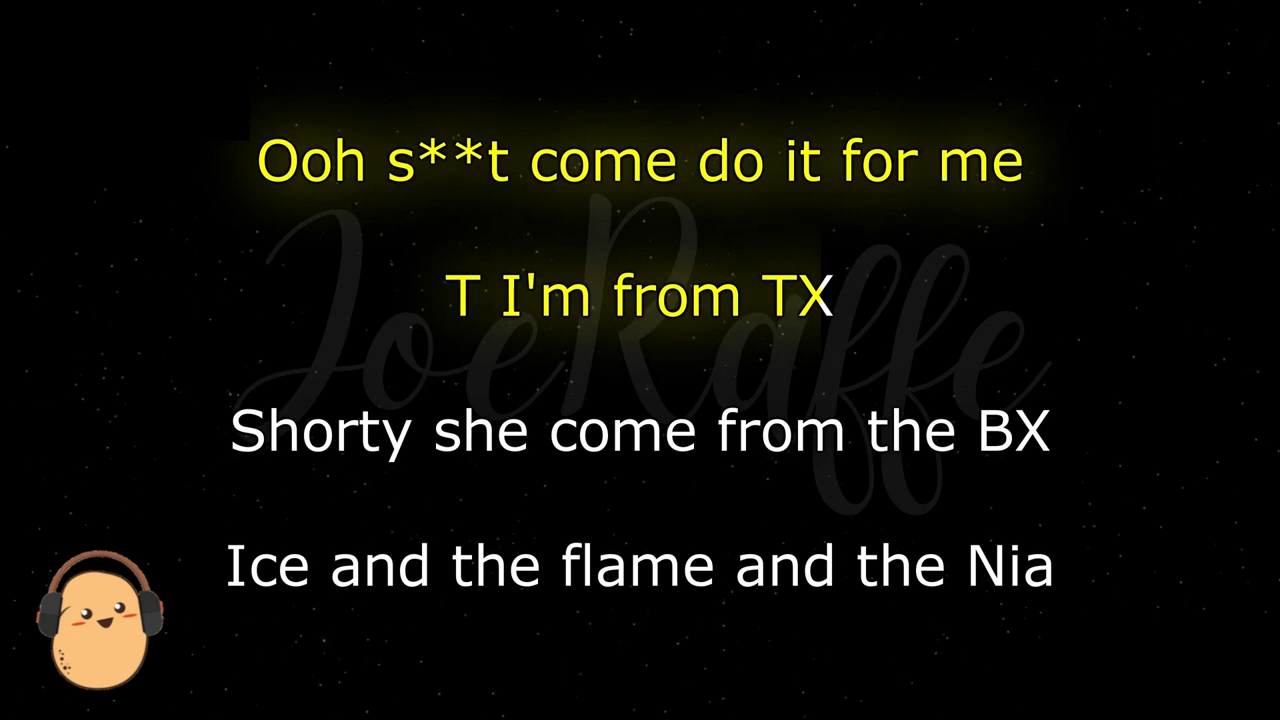 Ooh s**t come do it for me
T I'm from TX
JoeRaffe
Shorty she come from the BX
Ice and the flame and the Nia